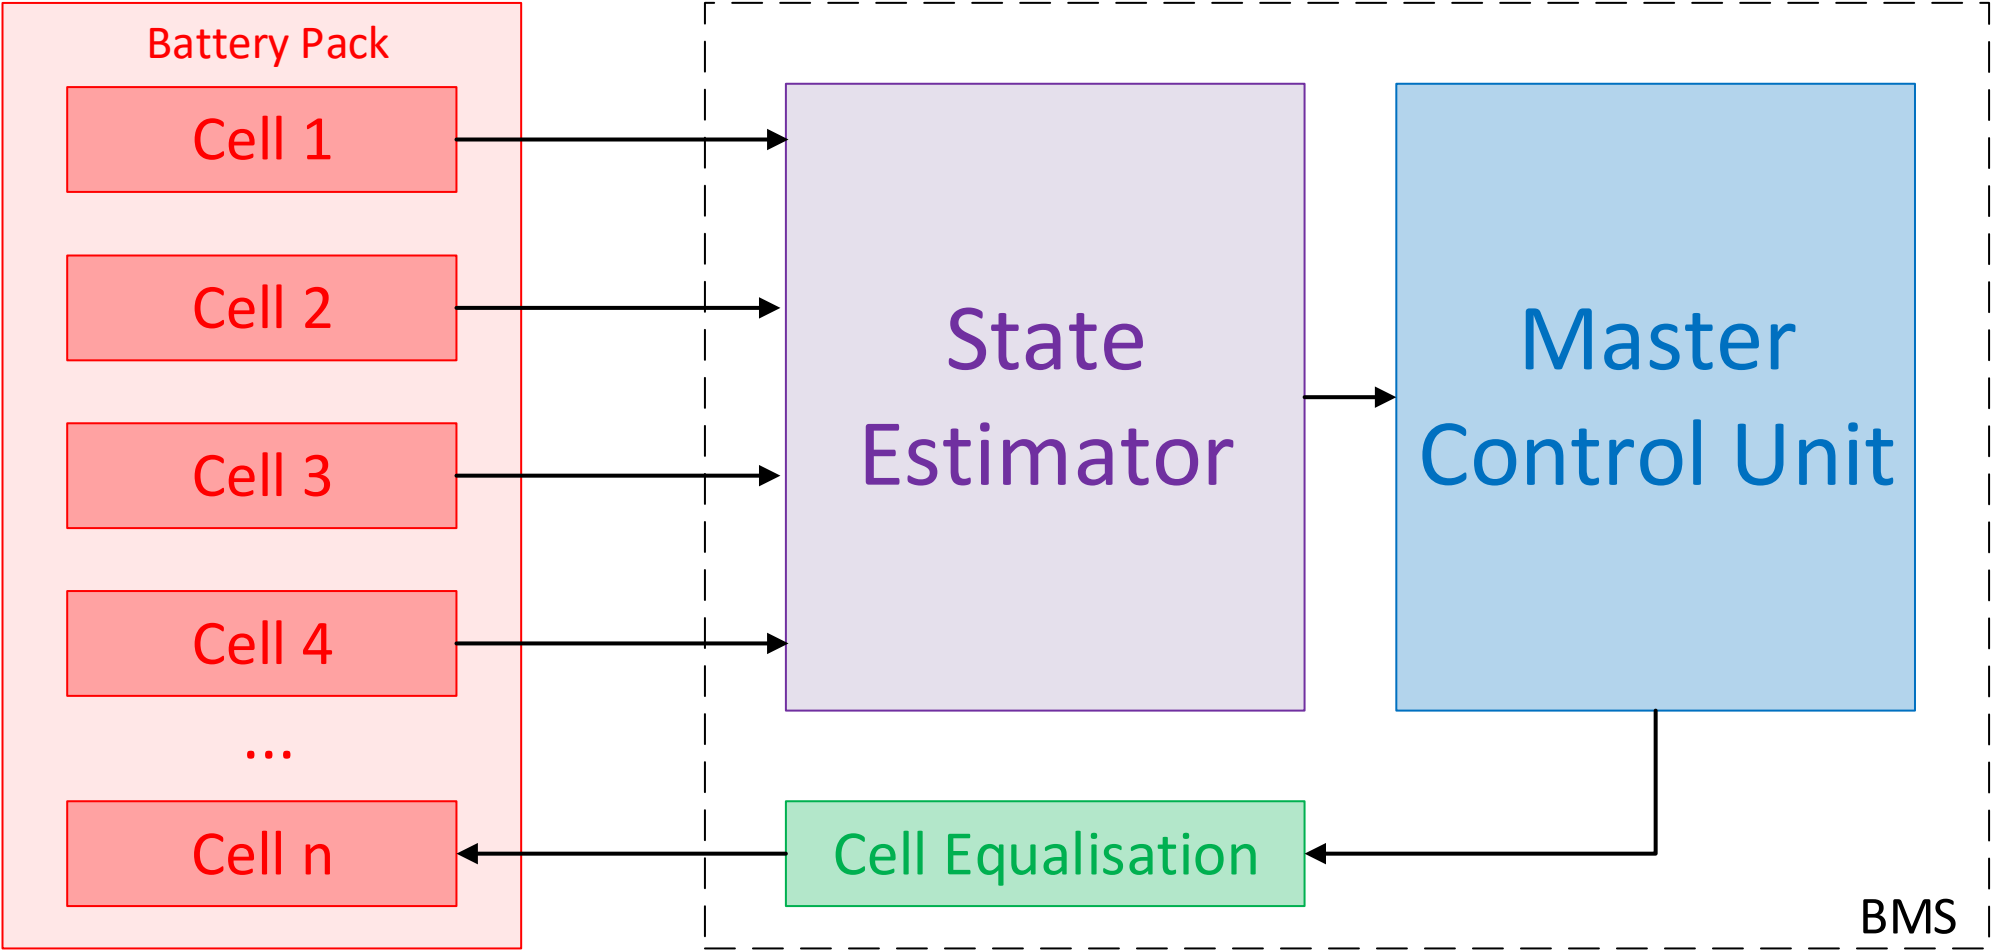 Battery Pack
Cell 1
Cell 2
Cell 3
Cell 4
...
Cell n
State
Estimator
Master
Control Unit
Cell Equalisation
BMS